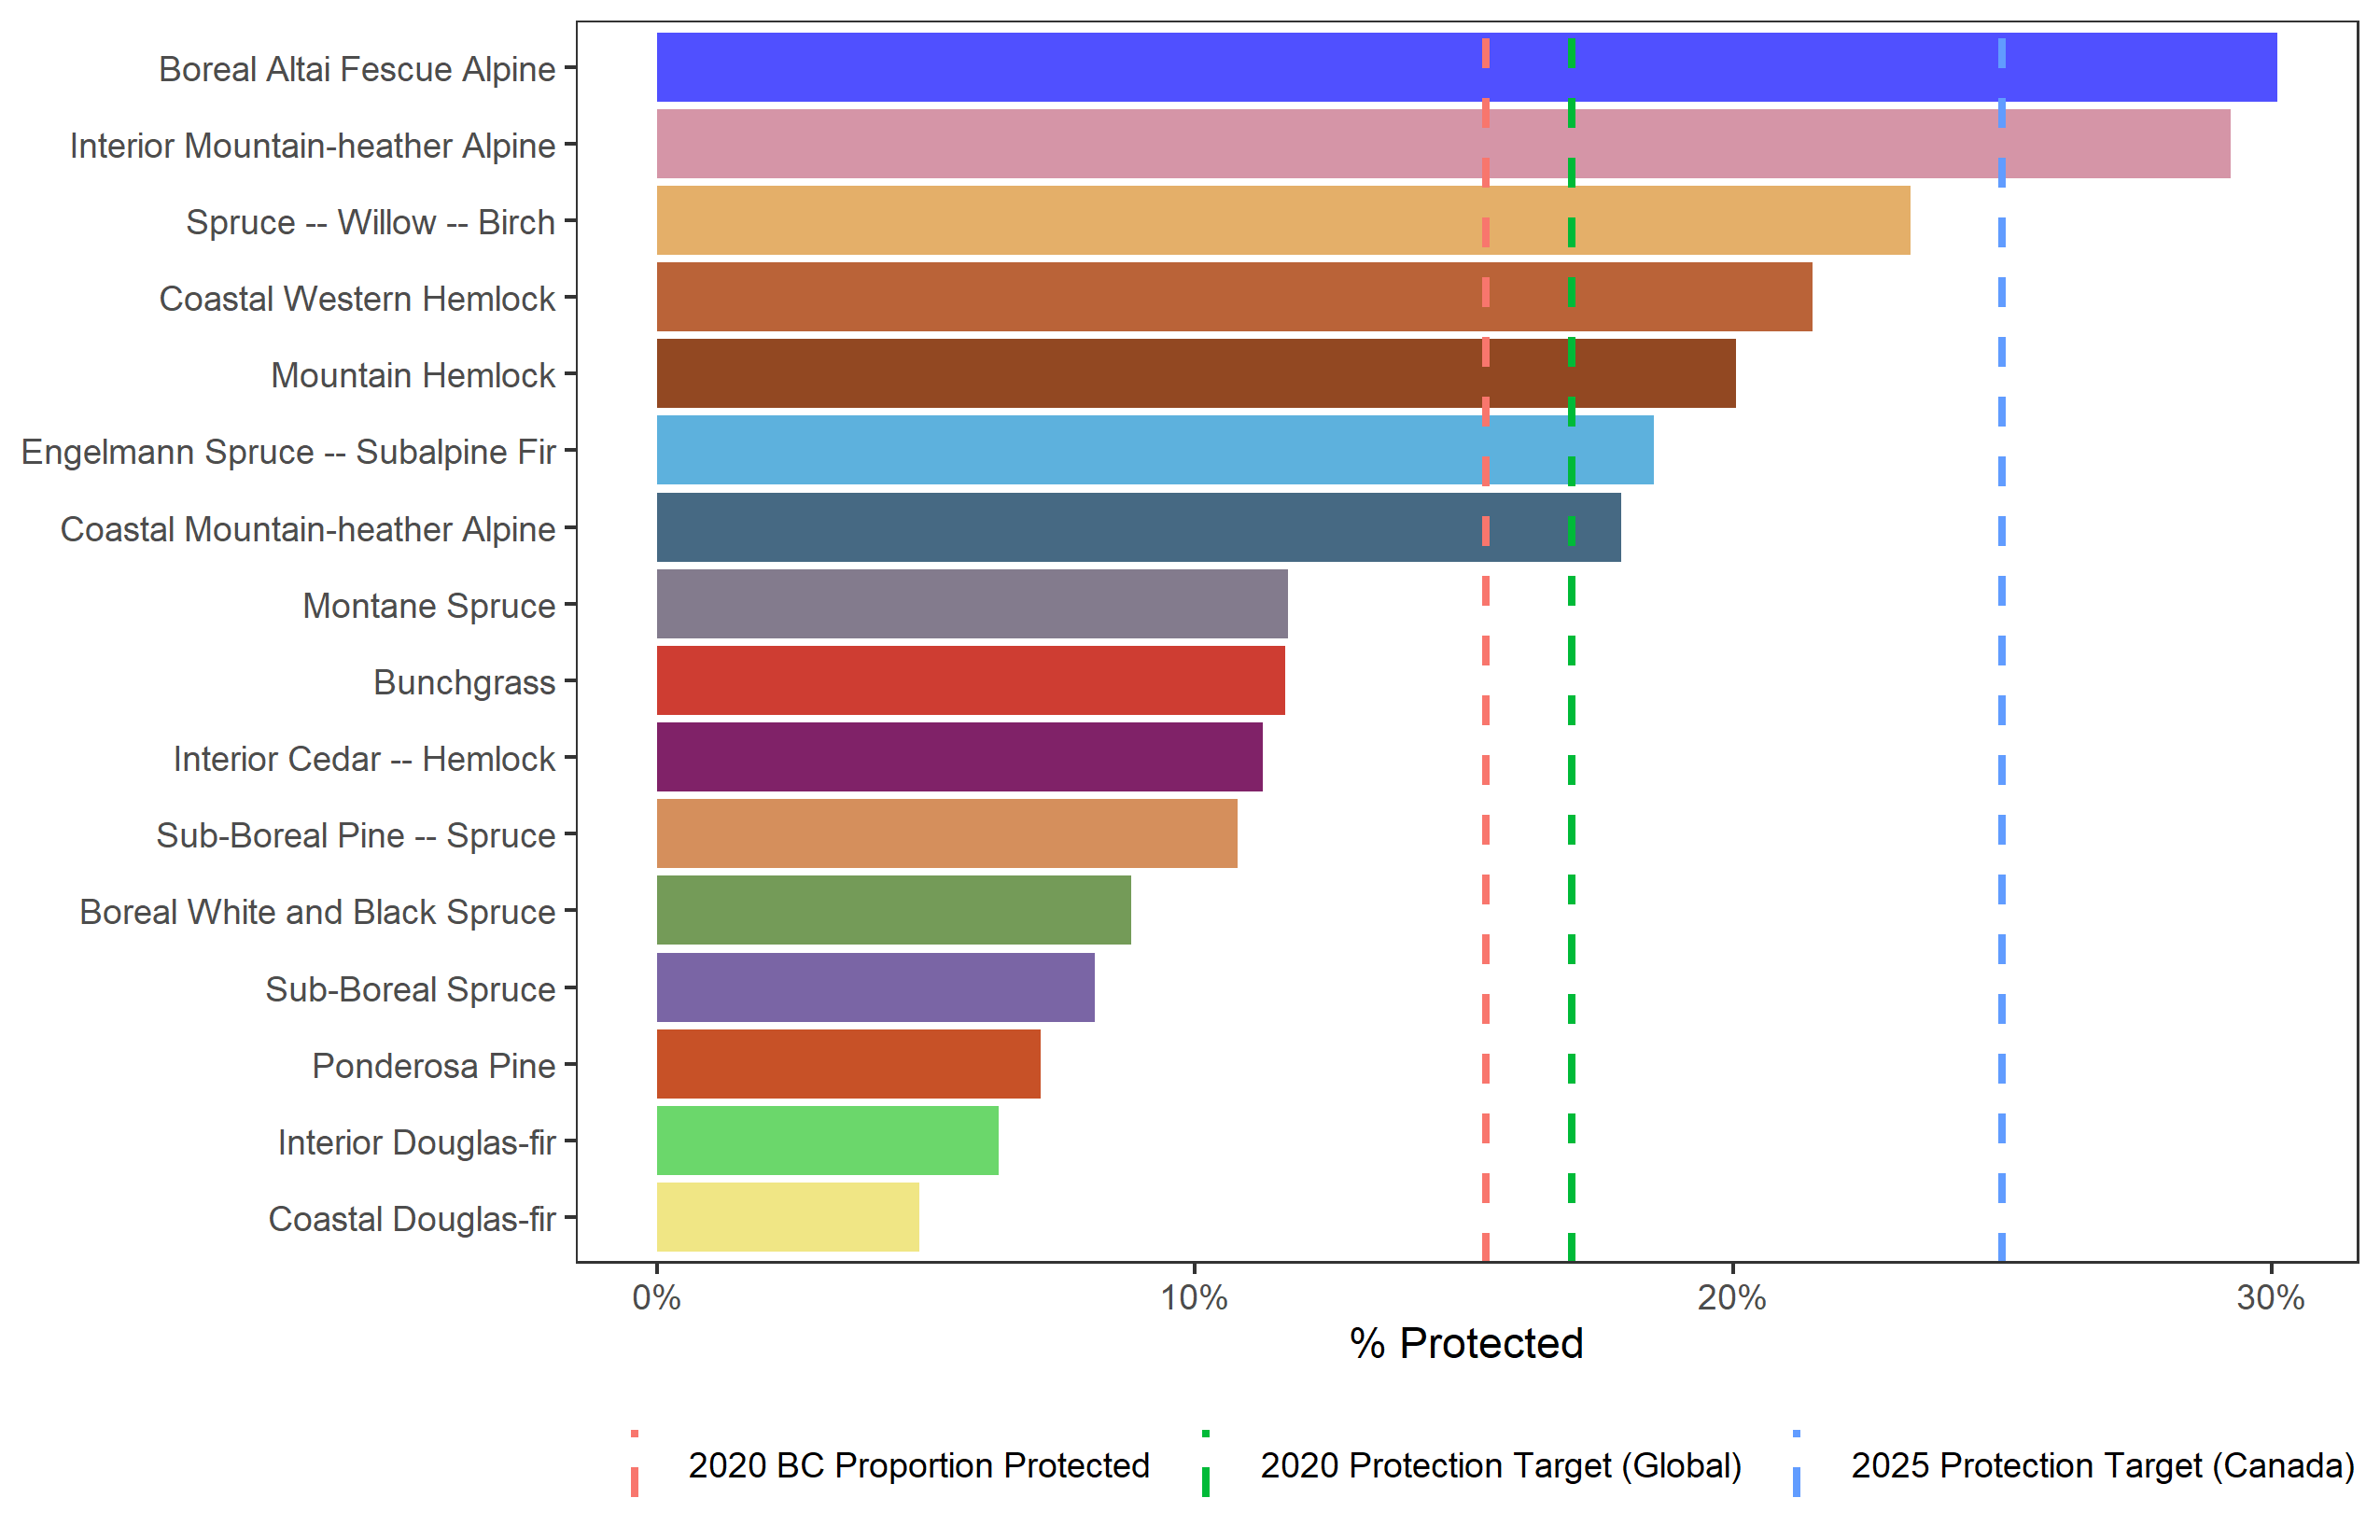 Boreal Altai Fescue Alpine
Interior Mountain-heather Alpine
Spruce -- Willow -- Birch
Coastal Western Hemlock
Mountain Hemlock
Engelmann Spruce -- Subalpine Fir
Coastal Mountain-heather Alpine
Montane Spruce
Bunchgrass
Interior Cedar -- Hemlock
Sub-Boreal Pine -- Spruce
Boreal White and Black Spruce
Sub-Boreal Spruce
Ponderosa Pine
Interior Douglas-fir
Coastal Douglas-fir
0% 10% 20% 30%
% Protected
2020 BC Proportion Protected 2020 Protection Target (Global) 2025 Protection Target (Canada)